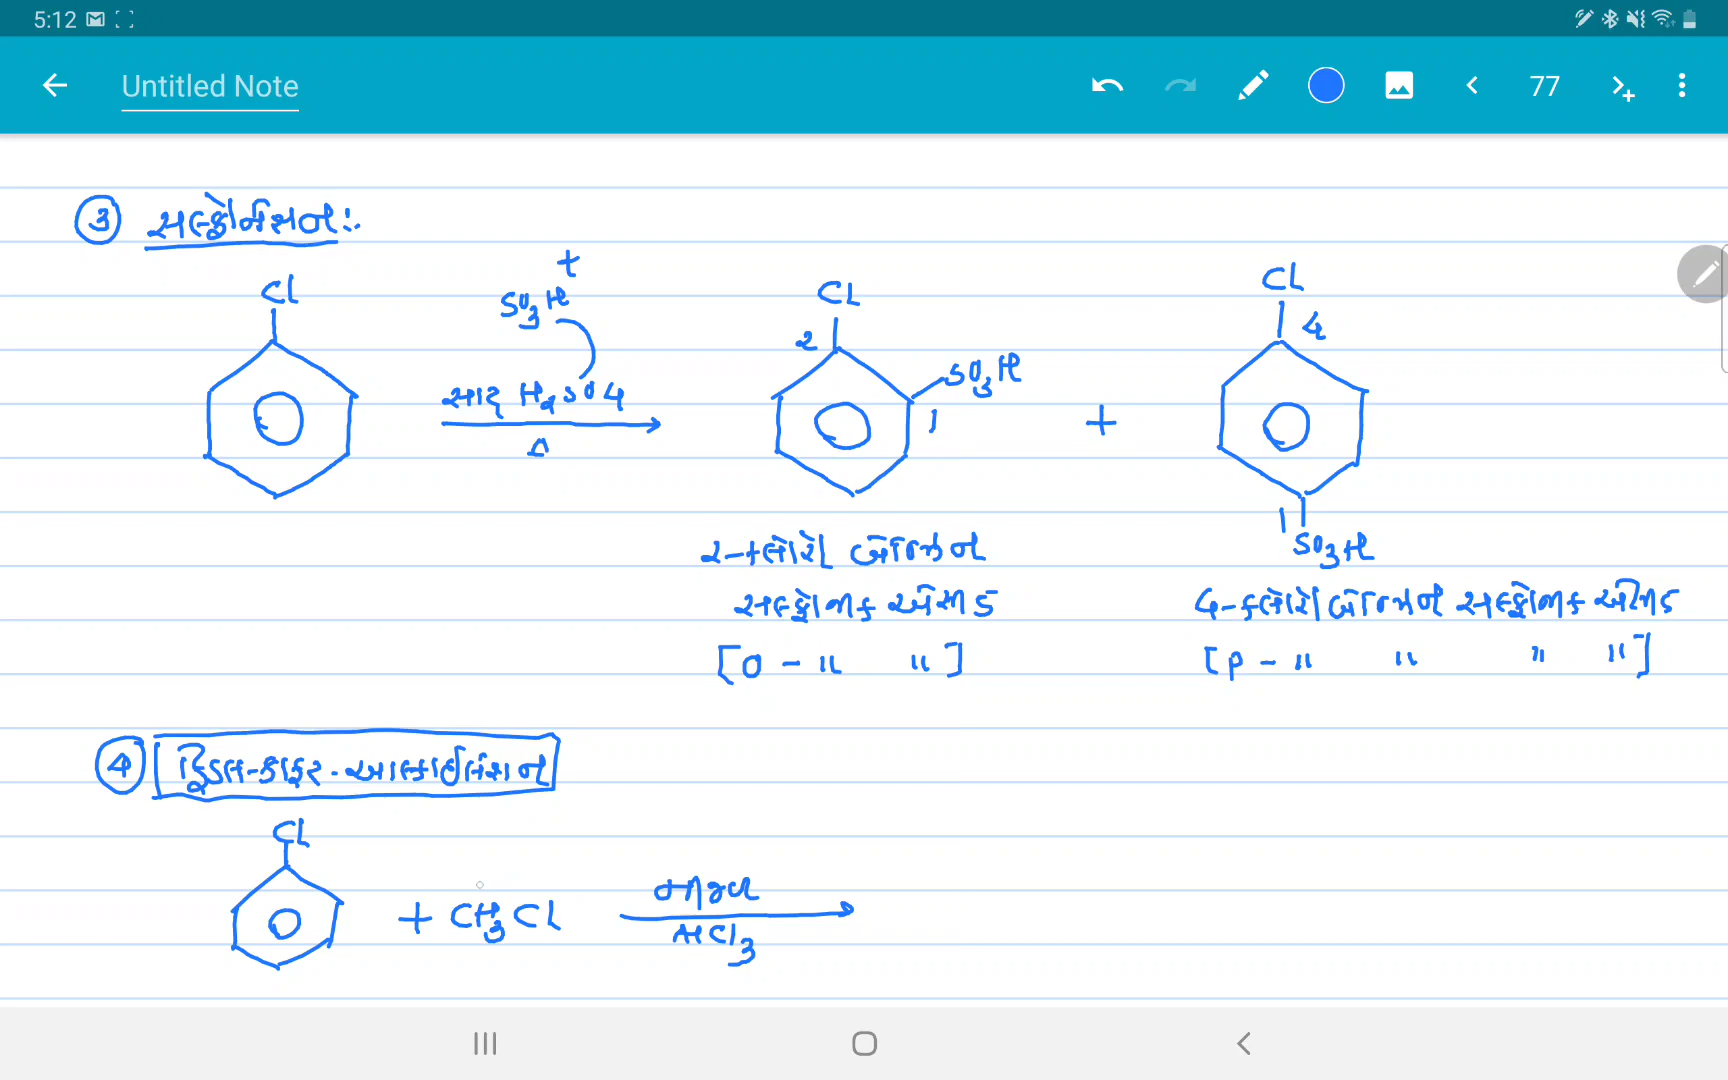 5:12
Untitled Note
77
③ સલ્ફોનેશન :
Cl
SO₃H⁺
સાંદ્ર H₂SO₄
Δ
Cl
2
SO₃H
1
+
Cl
4
1
SO₃H
2-ક્લોરો બેન્ઝિન
સલ્ફોનિક એસિડ
[O - " "]
4-ક્લોરોબેન્ઝિન સલ્ફોનિક એસિડ
[P - " " " "]
④ ફ્રિડલ-ક્રાફ્ટ-આલ્કાઈલેશન
Cl
+ CH₃Cl
નિર્જળ
AlCl₃